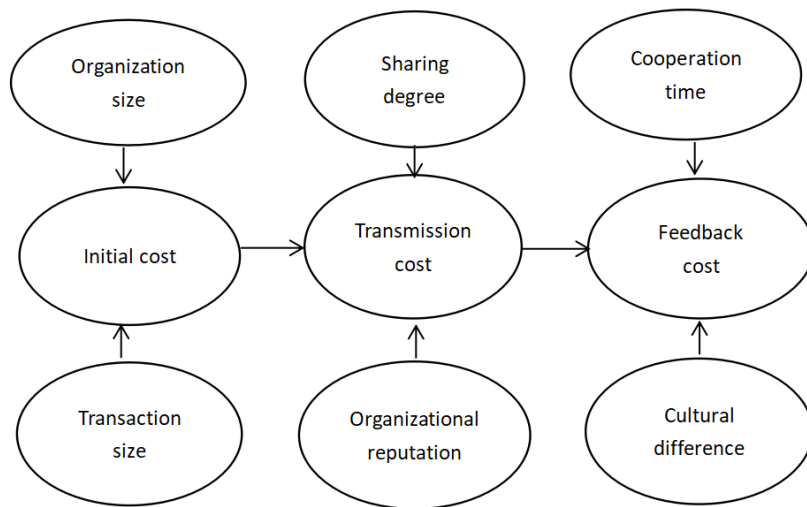 Organization
size
Sharing
degree
Cooperation
time
Initial cost
Transmission
cost
Feedback
cost
Transaction
size
Organizational
reputation
Cultural
difference